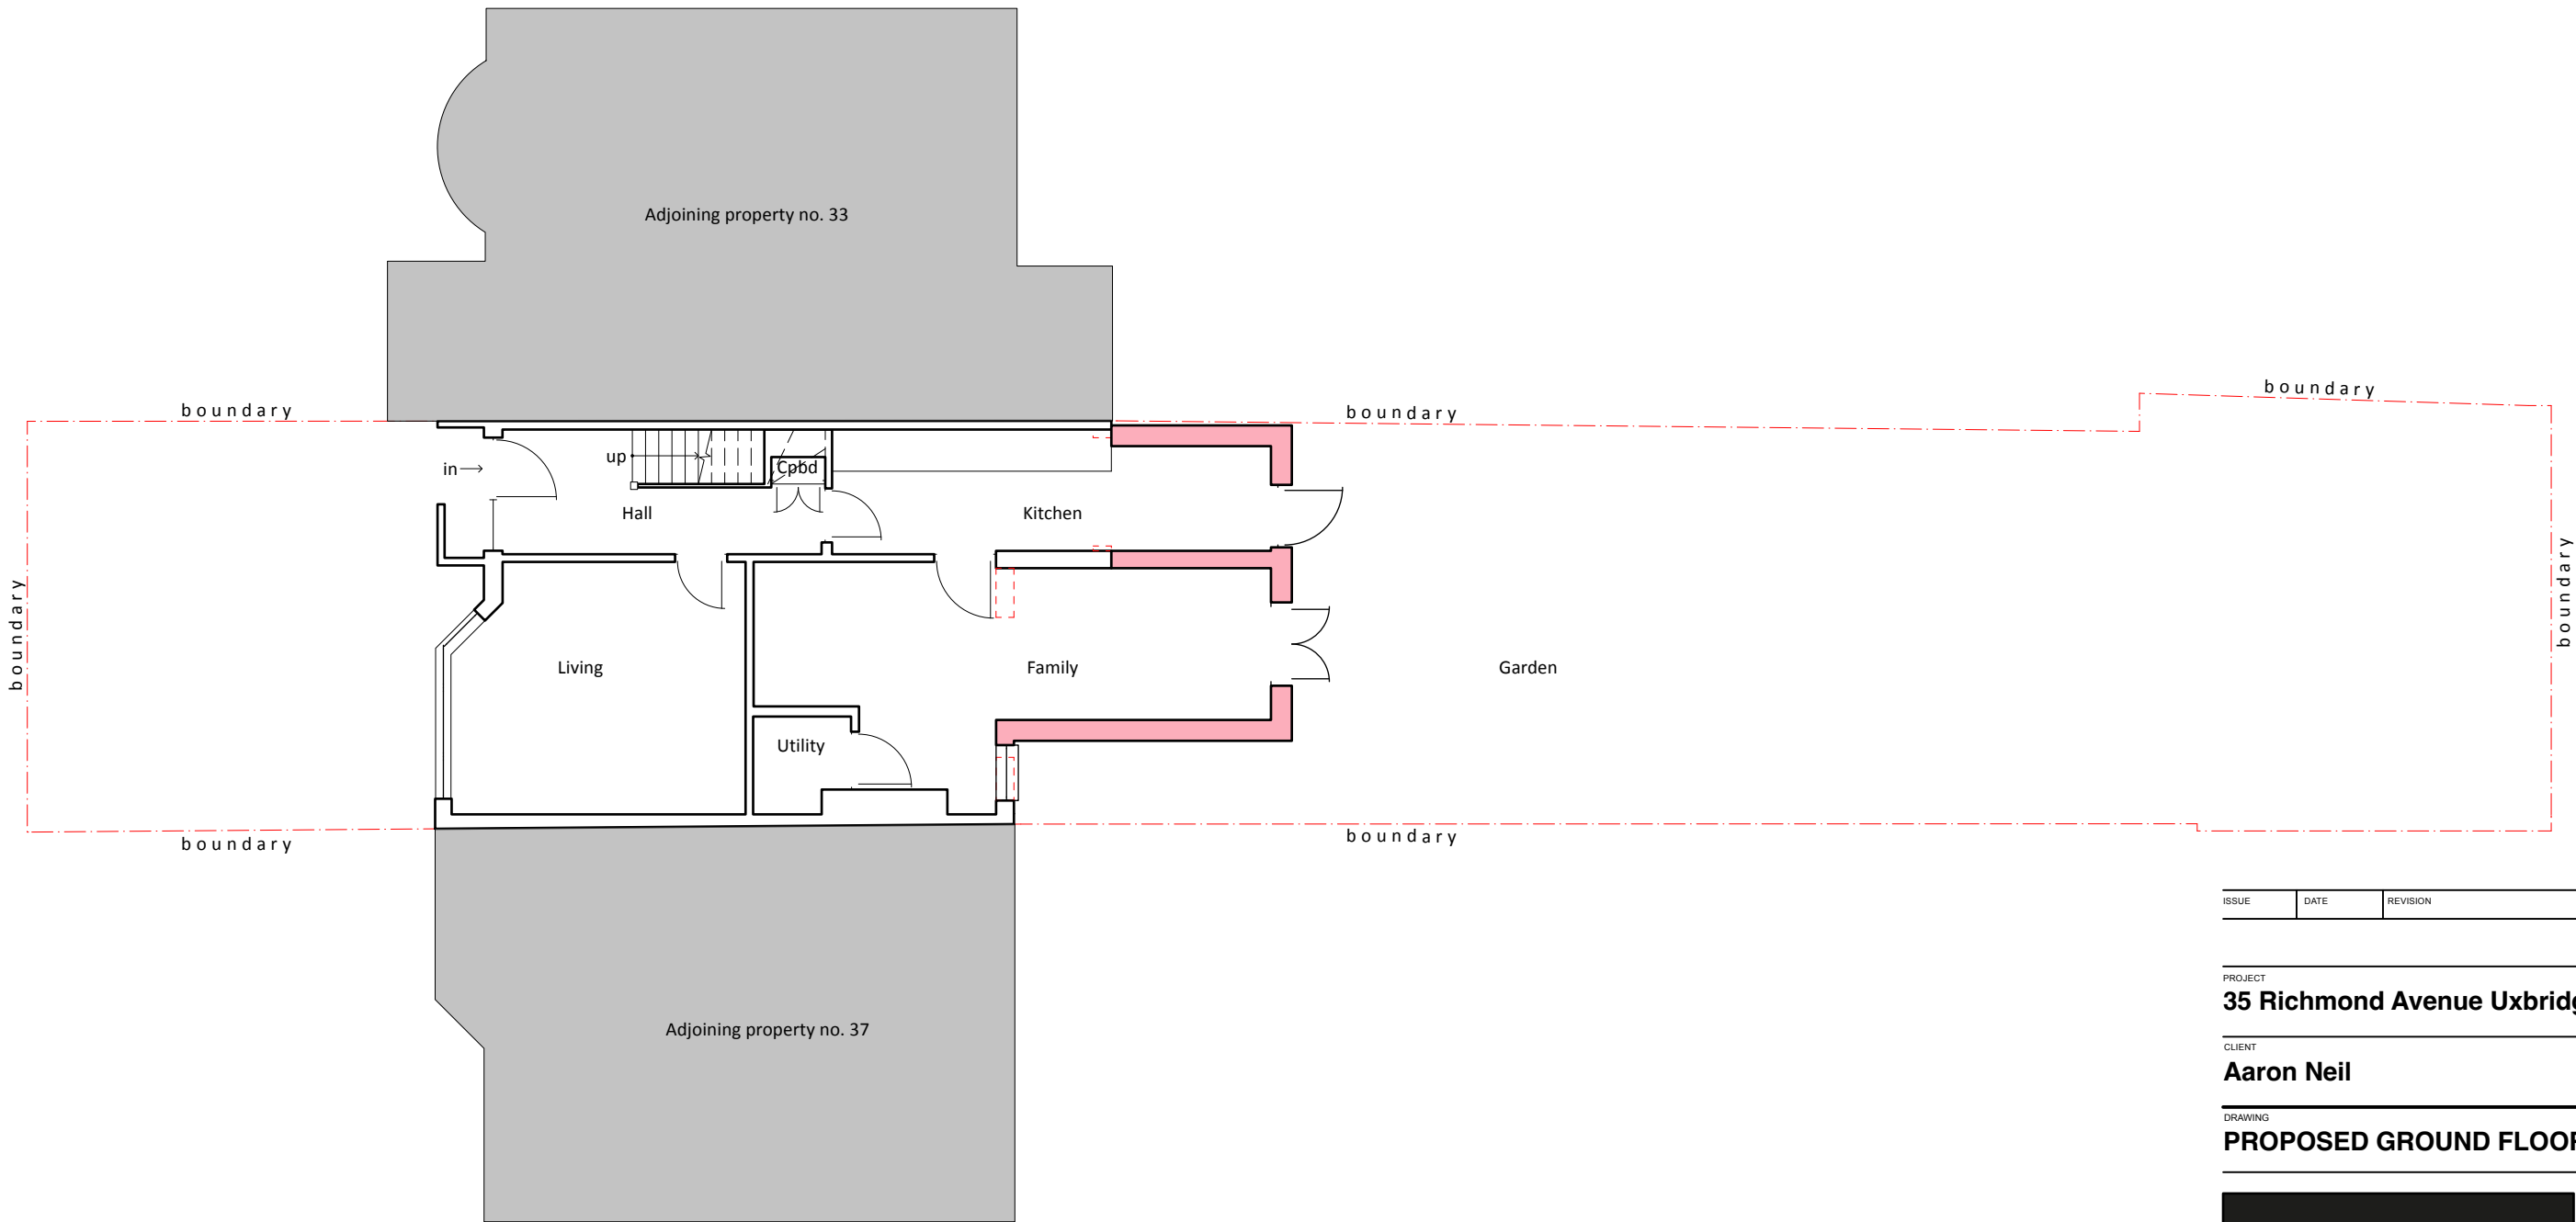 Adjoining property no. 33
boundary
boundary
boundary
in
up
Cpbd
Hall
Kitchen
boundary
boundary
Living
Family
Garden
Utility
boundary
boundary
ISSUE DATE REVISION
PROJECT
35 Richmond Avenue Uxbridg
CLIENT
Aaron Neil
Adjoining property no. 37
DRAWING
PROPOSED GROUND FLOOR